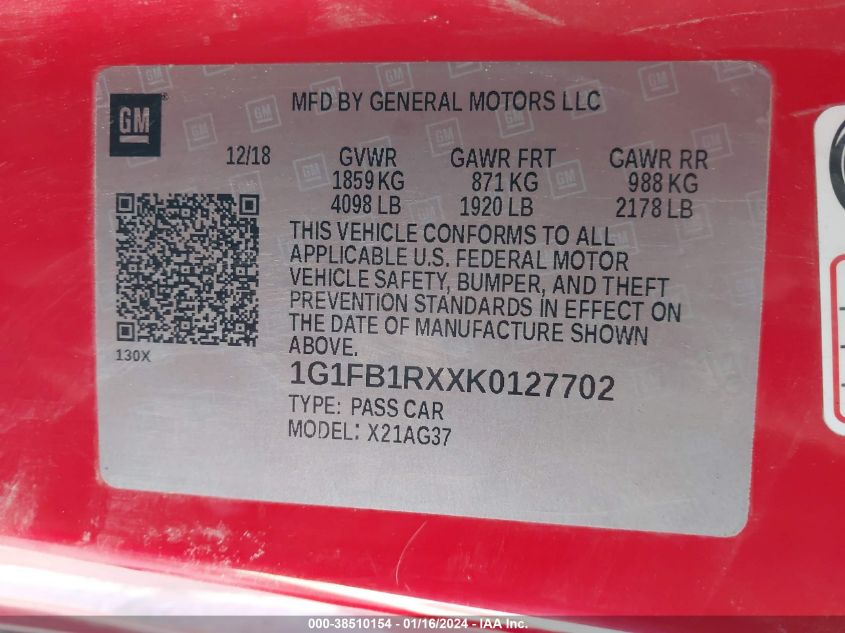 GM
MFD BY GENERAL MOTORS LLC
12/18 GVWR GAWR FRT GAWR RR
1859 KG 871 KG 988 KG
4098 LB 1920 LB 2178 LB
THIS VEHICLE CONFORMS TO ALL
APPLICABLE U.S. FEDERAL MOTOR
VEHICLE SAFETY, BUMPER, AND THEFT
PREVENTION STANDARDS IN EFFECT ON
THE DATE OF MANUFACTURE SHOWN
ABOVE.
130X
1G1FB1RXXK0127702
TYPE: PASS CAR
MODEL: X21AG37
00-38510154 - 01/16/2024 - IAA Inc.